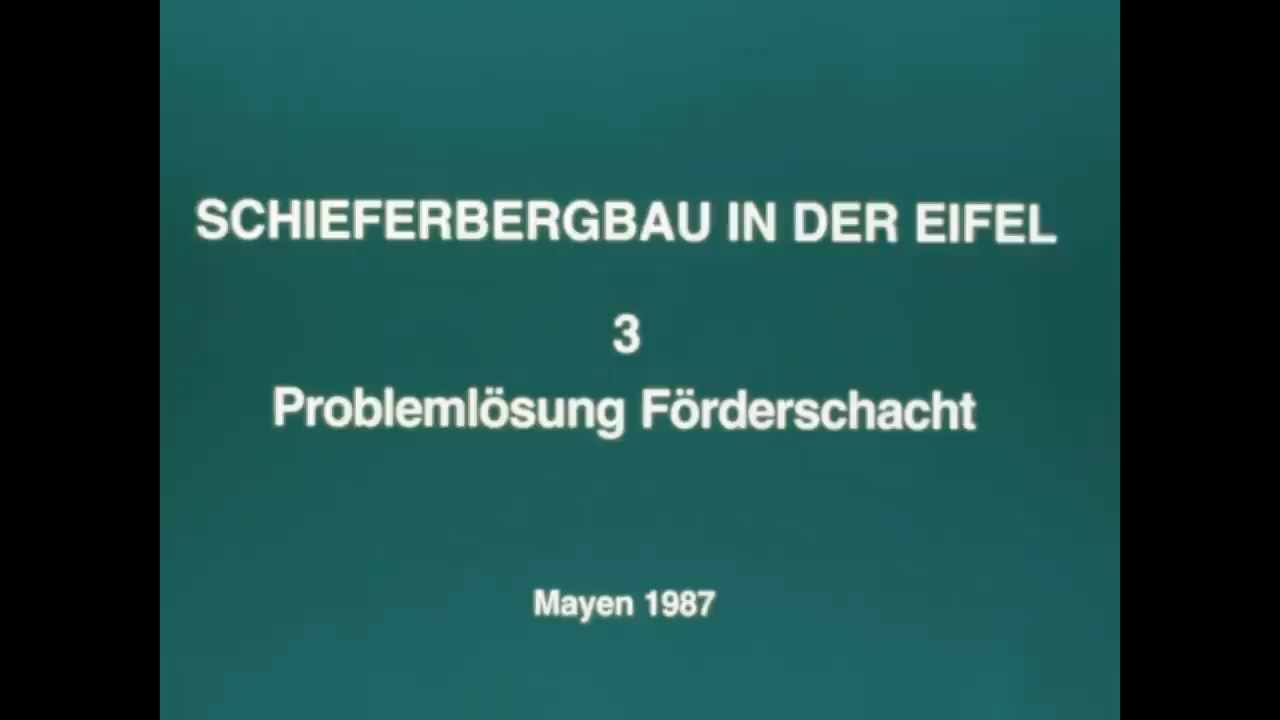 SCHIEFERBERGBAU IN DER EIFEL
3
Problemlösung Förderschacht
Mayen 1987